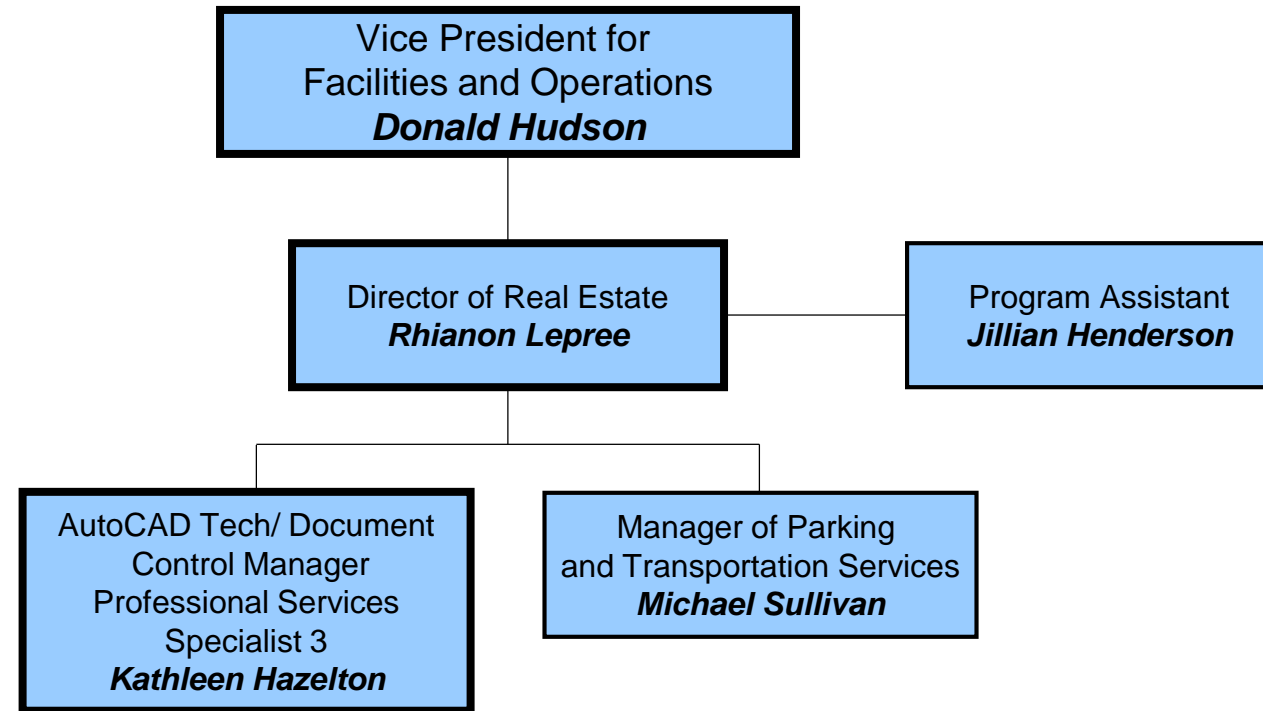 Vice President for
Facilities and Operations
Donald Hudson
Director of Real Estate
Rhianon Lepree
Program Assistant
Jillian Henderson
AutoCAD Tech/ Document
Control Manager
Professional Services
Specialist 3
Kathleen Hazelton
Manager of Parking
and Transportation Services
Michael Sullivan